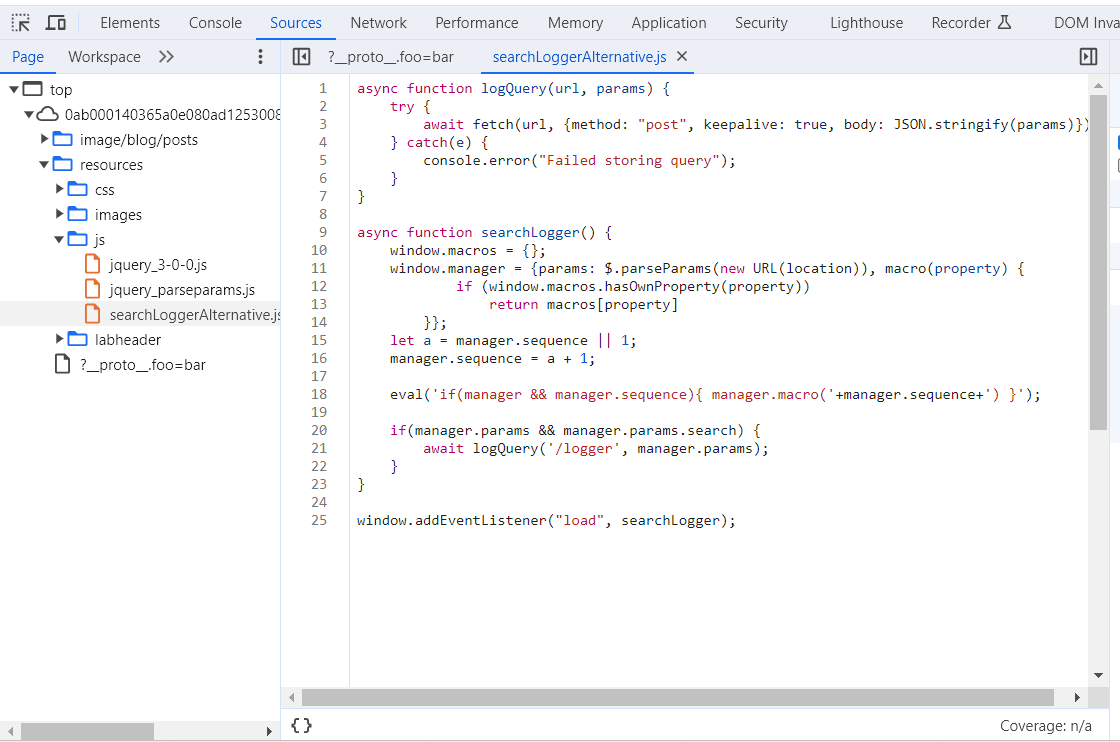 Elements Console Sources Network Performance Memory Application Security Lighthouse Recorder DOM Inva
Page Workspace ?__proto__.foo=bar searchLoggerAlternative.js
top
0ab000140365a0e080ad1253008
image/blog/posts
resources
css
images
js
jquery_3-0-0.js
jquery_parseparams.js
searchLoggerAlternative.js
labheader
?__proto__.foo=bar
1 async function logQuery(url, params) {
2     try {
3         await fetch(url, {method: "post", keepalive: true, body: JSON.stringify(params)})
4     } catch(e) {
5         console.error("Failed storing query");
6     }
7 }
8
9 async function searchLogger() {
10     window.macros = {};
11     window.manager = {params: $.parseParams(new URL(location)), macro(property) {
12             if (window.macros.hasOwnProperty(property))
13                 return macros[property]
14         }};
15     let a = manager.sequence || 1;
16     manager.sequence = a + 1;
17
18     eval('if(manager && manager.sequence){ manager.macro('+manager.sequence+') }');
19
20     if(manager.params && manager.params.search) {
21         await logQuery('/logger', manager.params);
22     }
23 }
24
25 window.addEventListener("load", searchLogger);
{} Coverage: n/a